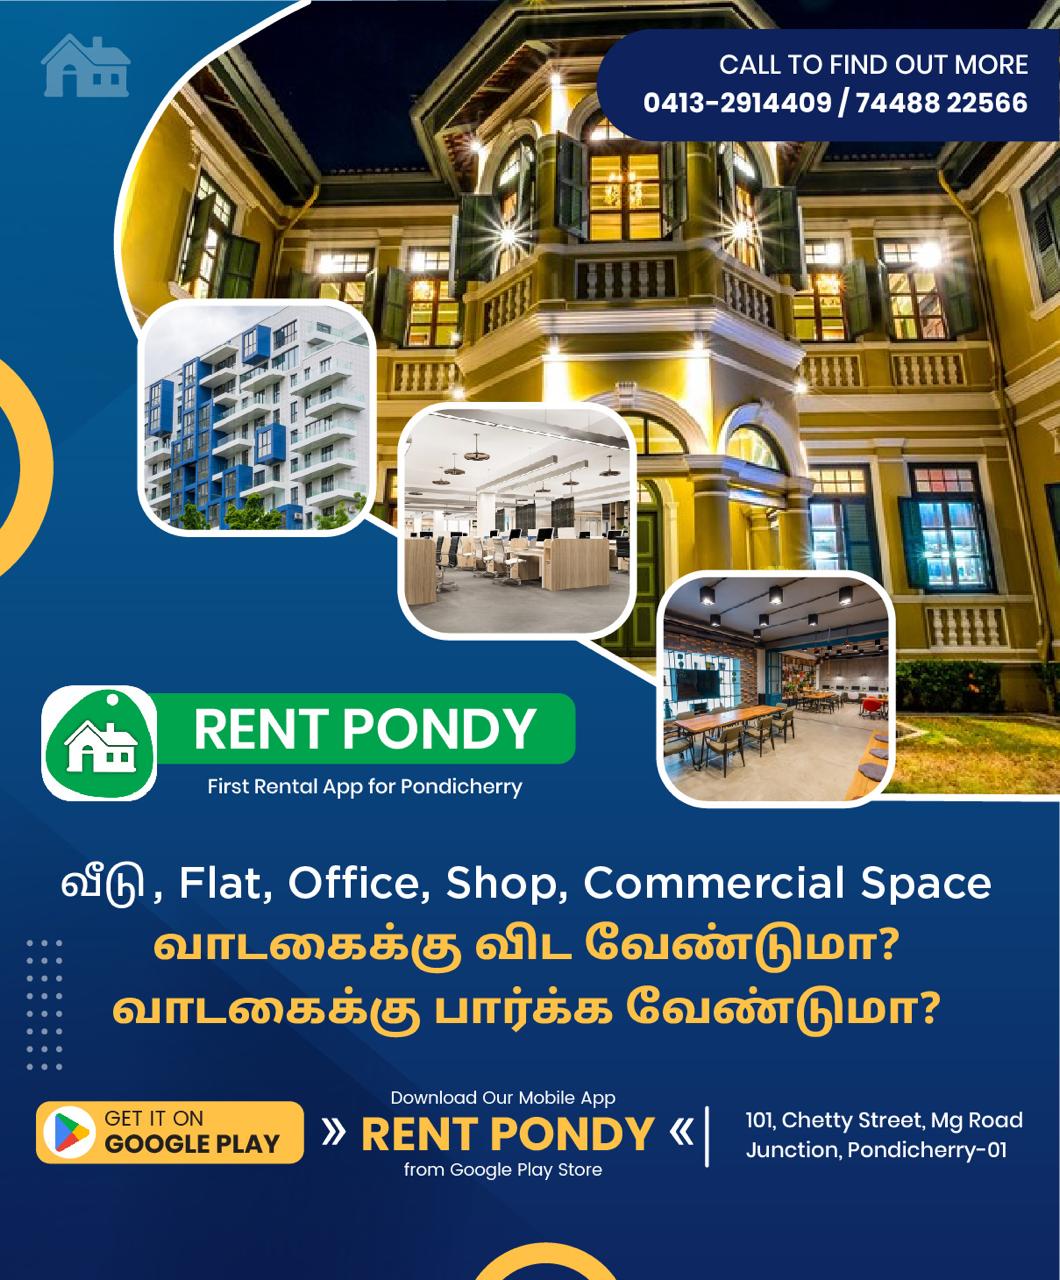 CALL TO FIND OUT MORE
0413-2914409 / 74488 22566
RENT PONDY
First Rental App for Pondicherry
வீடு, Flat, Office, Shop, Commercial Space
வாடகைக்கு விட வேண்டுமா?
வாடகைக்கு பார்க்க வேண்டுமா?
GET IT ON
GOOGLE PLAY
Download Our Mobile App
» RENT PONDY «
from Google Play Store
101, Chetty Street, Mg Road
Junction, Pondicherry-01